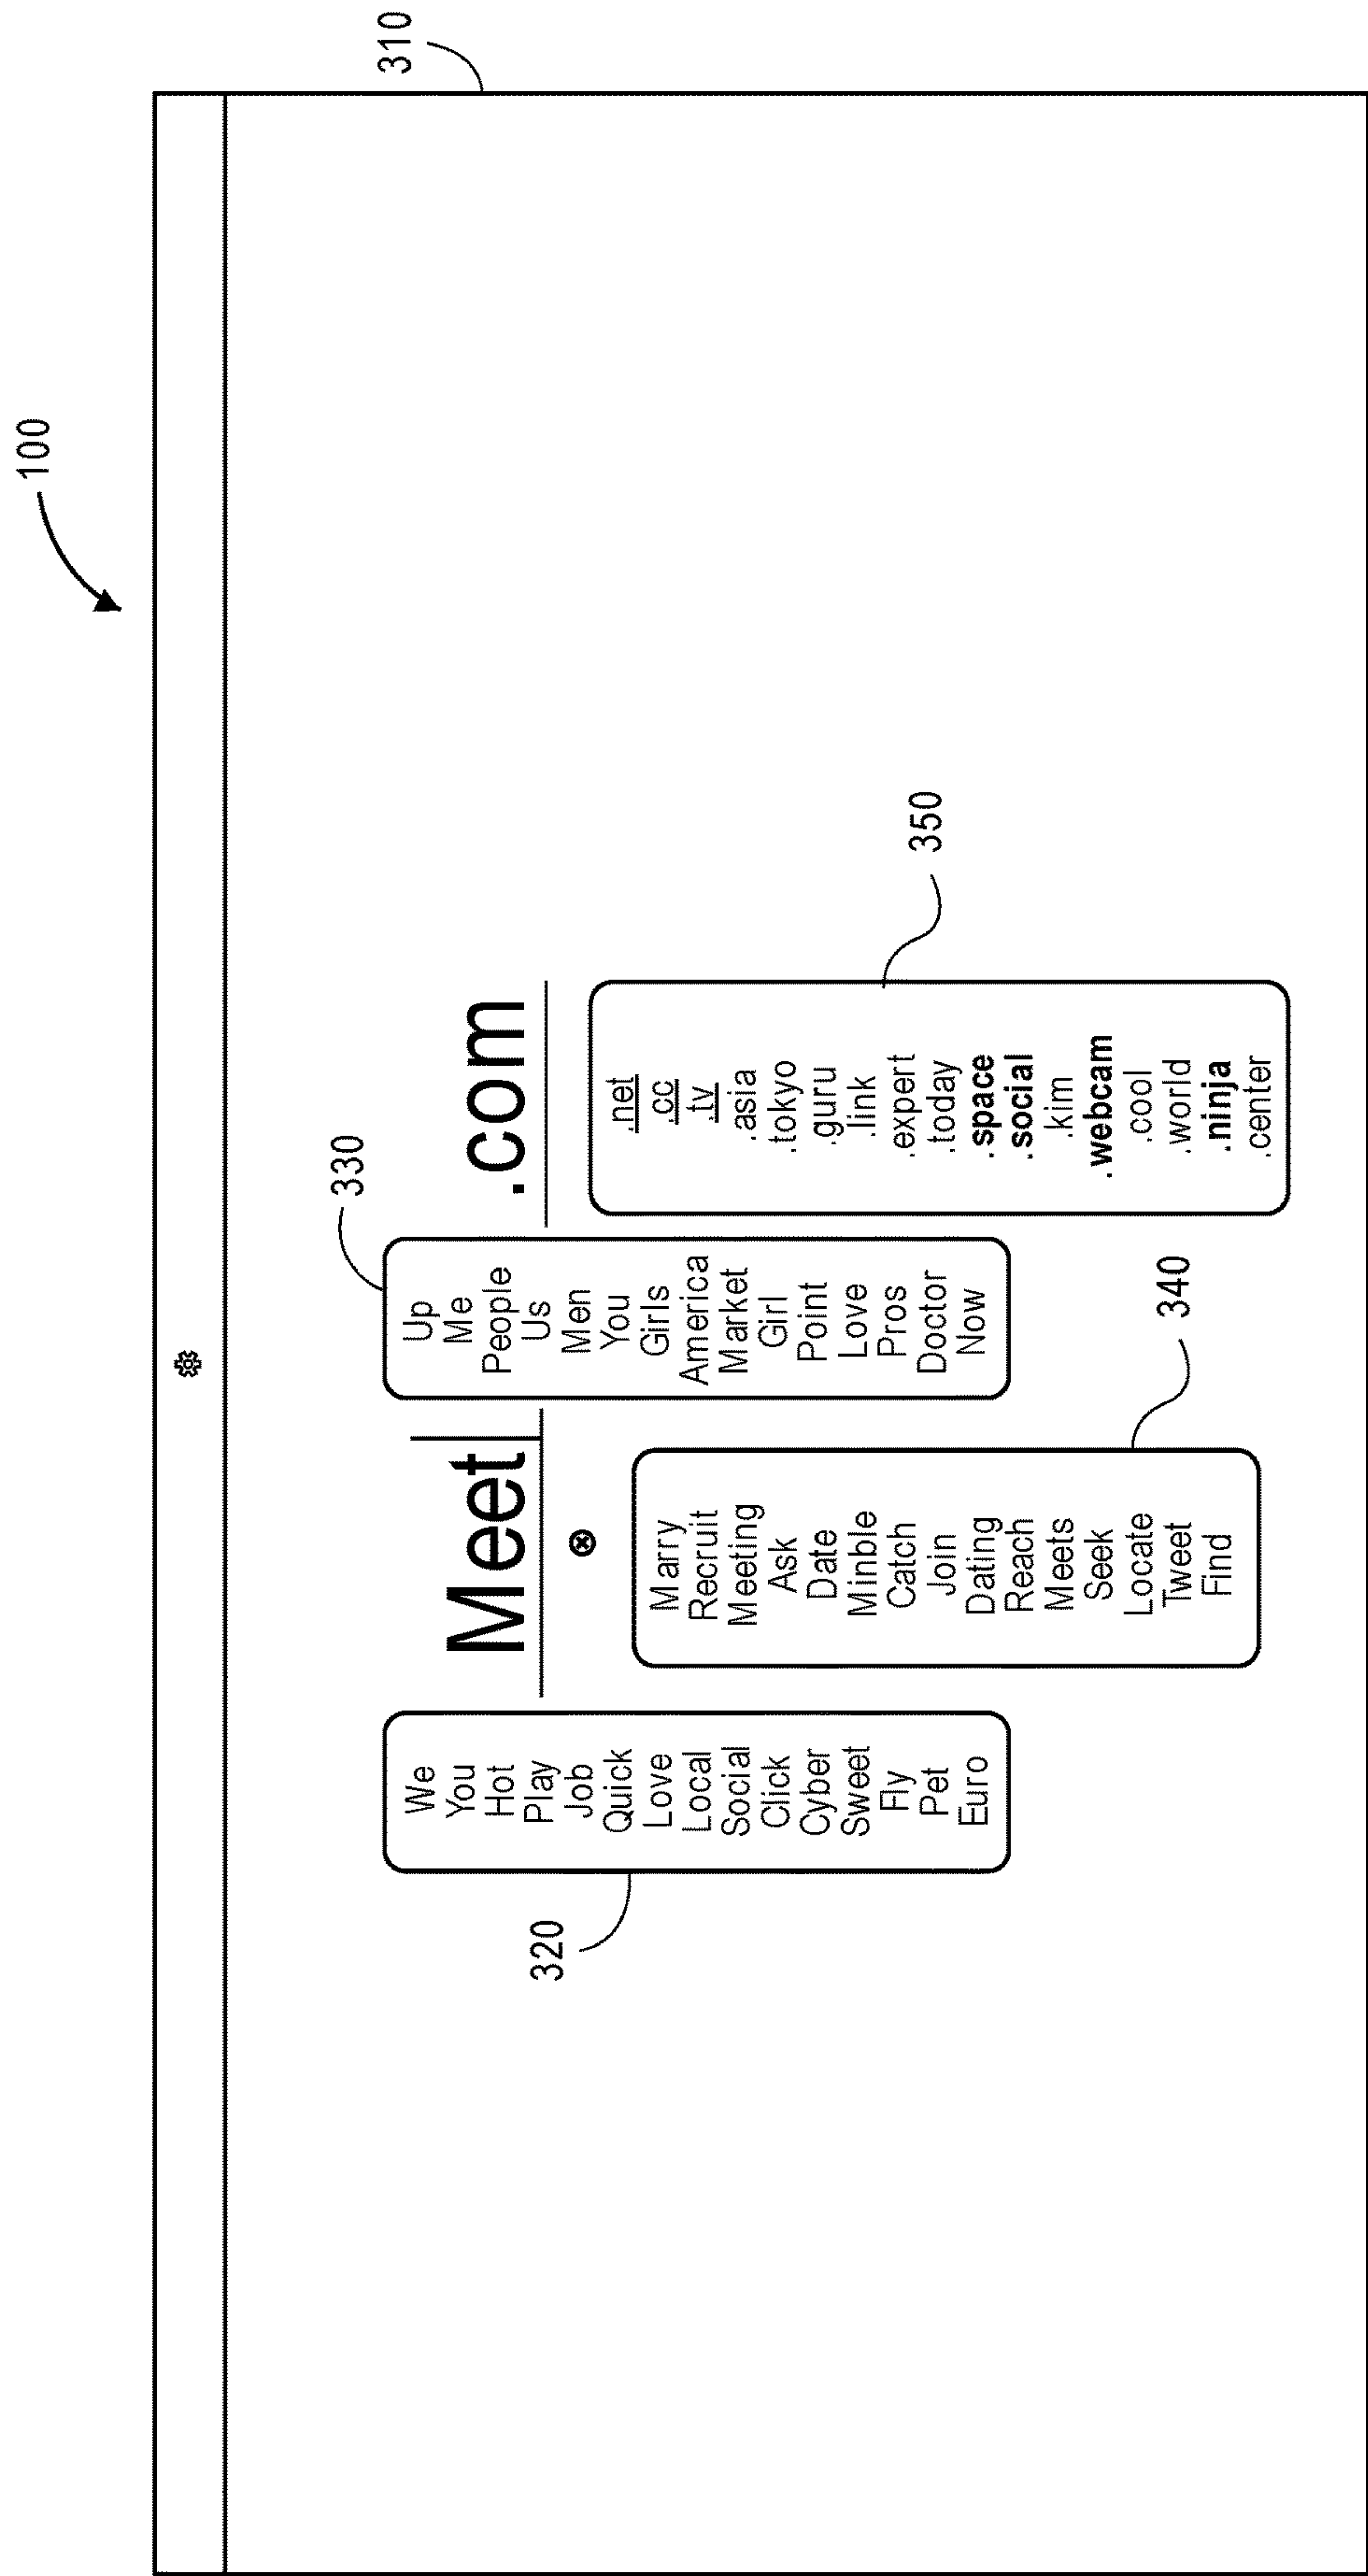 100
310
Meet
.com
320
We
You
Hot
Play
Job
Quick
Love
Local
Social
Click
Cyber
Sweet
Fly
Pet
Euro
330
Up
Me
People
Us
Men
You
Girls
America
Market
Girl
Point
Love
Pros
Doctor
Now
340
Marry
Recruit
Meeting
Ask
Date
Minble
Catch
Join
Dating
Reach
Meets
Seek
Locate
Tweet
Find
350
.net
.cc
.tv
.asia
.tokyo
.guru
.link
.expert
.today
.space
.social
.kim
.webcam
.cool
.world
.ninja
.center